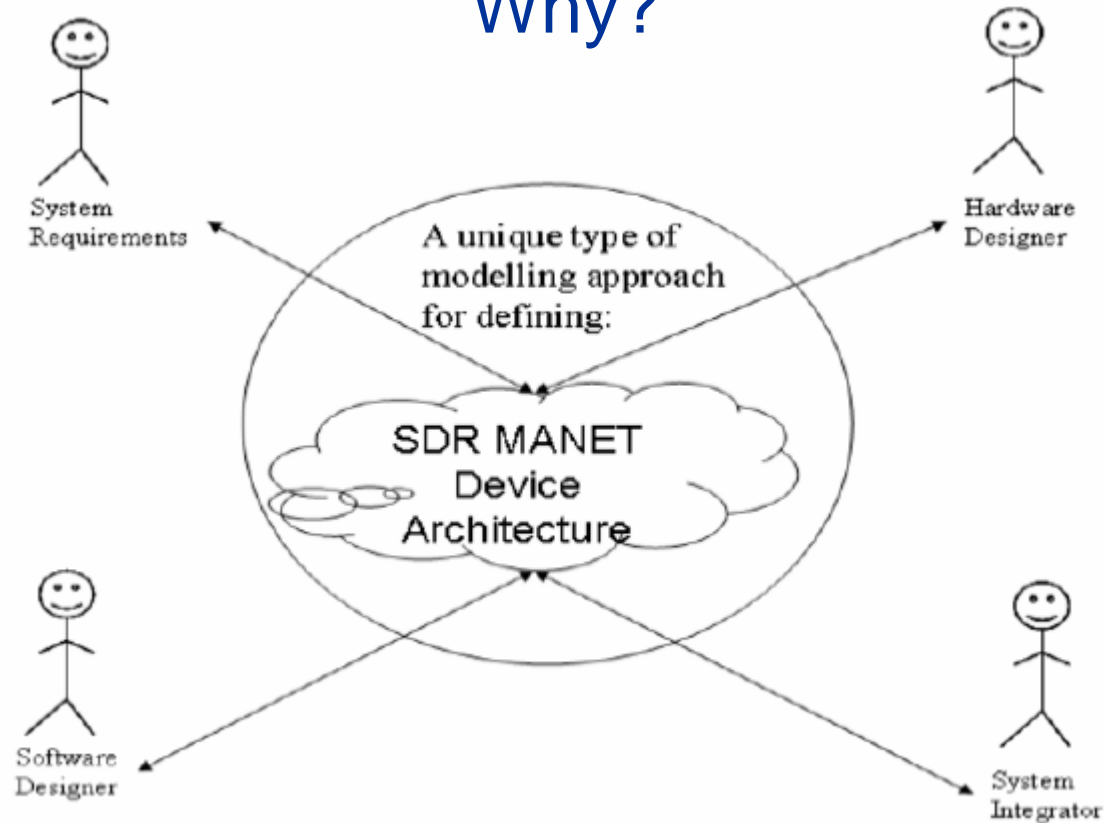 Why?
System
Requirements
Hardware
Designer
A unique type of
modelling approach
for defining:
SDR MANET
Device
Architecture
Software
Designer
System
Integrator